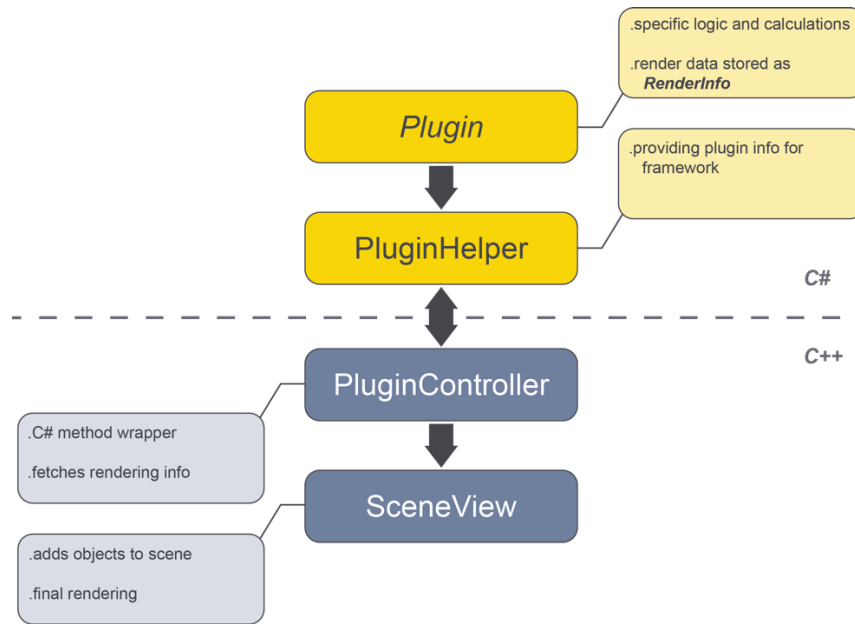 .specific logic and calculations
.render data stored as
RenderInfo
Plugin
.providing plugin info for
framework
PluginHelper
C#
C++
PluginController
.C# method wrapper
.fetches rendering info
SceneView
.adds objects to scene
.final rendering